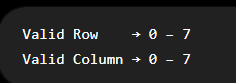 Valid Row    → 0 – 7
Valid Column → 0 – 7